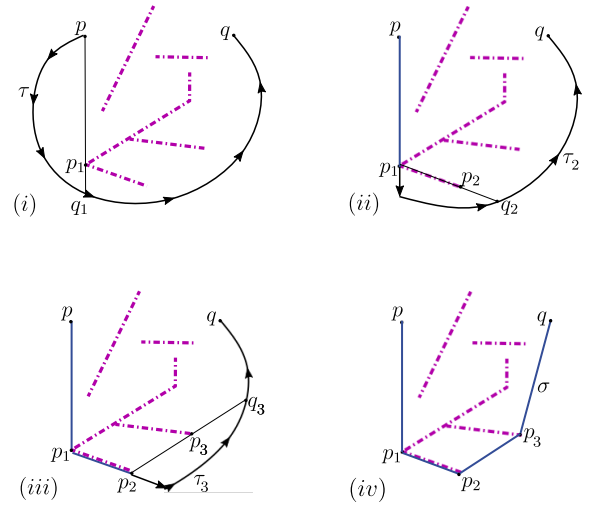 p
q
τ
p₁
q₁
(i)
p
q
p₁
p₂
τ₂
q₂
(ii)
p
q
q₃
p₃
p₁
p₂
τ₃
(iii)
p
q
σ
p₃
p₁
p₂
(iv)